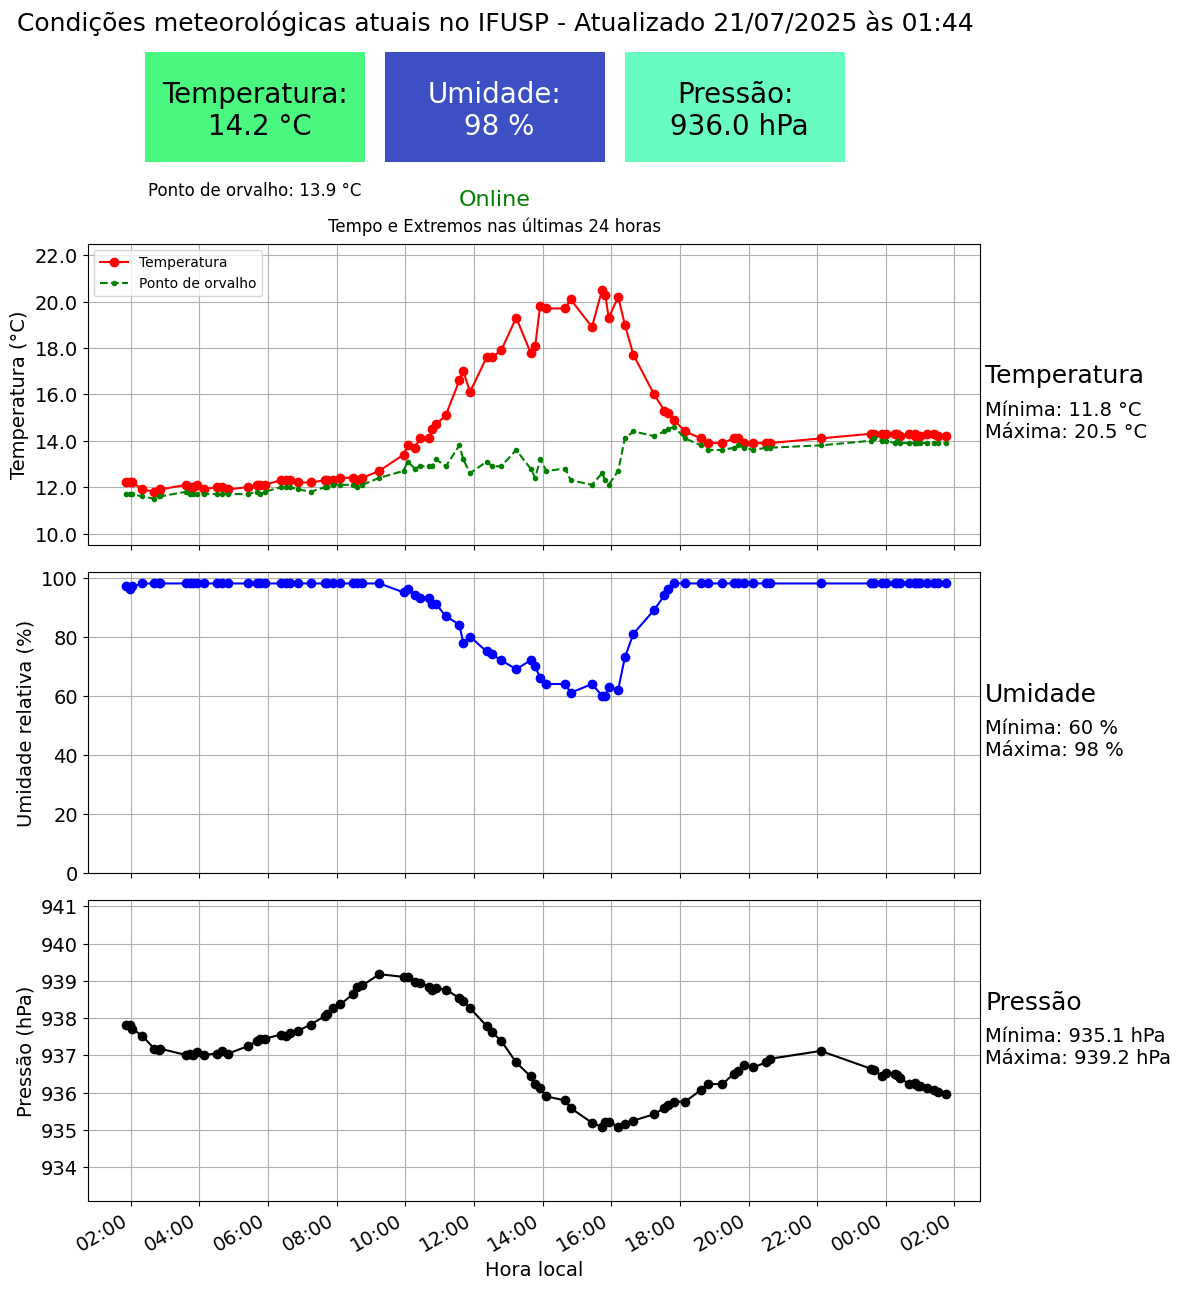 Condições meteorológicas atuais no IFUSP - Atualizado 21/07/2025 às 01:44
Temperatura:
14.2 °C
Umidade:
98 %
Pressão:
936.0 hPa
Ponto de orvalho: 13.9 °C
Online
Tempo e Extremos nas últimas 24 horas
Temperatura (°C)
22.0
20.0
18.0
16.0
14.0
12.0
10.0
Temperatura
Ponto de orvalho
Temperatura
Mínima: 11.8 °C
Máxima: 20.5 °C
Umidade relativa (%)
100
80
60
40
20
0
Umidade
Mínima: 60 %
Máxima: 98 %
Pressão (hPa)
941
940
939
938
937
936
935
934
Pressão
Mínima: 935.1 hPa
Máxima: 939.2 hPa
02:00
04:00
06:00
08:00
10:00
12:00
14:00
16:00
18:00
20:00
22:00
00:00
02:00
Hora local